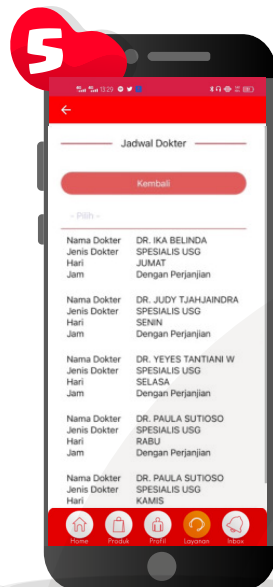 5
13.29
Jadwal Dokter
Kembali
- Pilih -
Nama Dokter DR. IKA BELINDA
Jenis Dokter SPESIALIS USG
Hari JUMAT
Jam Dengan Perjanjian
Nama Dokter DR. JUDY TJAHJAINDRA
Jenis Dokter SPESIALIS USG
Hari SENIN
Jam Dengan Perjanjian
Nama Dokter DR. YEYES TANTIANI W
Jenis Dokter SPESIALIS USG
Hari SELASA
Jam Dengan Perjanjian
Nama Dokter DR. PAULA SUTIOSO
Jenis Dokter SPESIALIS USG
Hari RABU
Jam Dengan Perjanjian
Nama Dokter DR. PAULA SUTIOSO
Jenis Dokter SPESIALIS USG
Hari KAMIS
Home Produk Profil Layanan Inbox